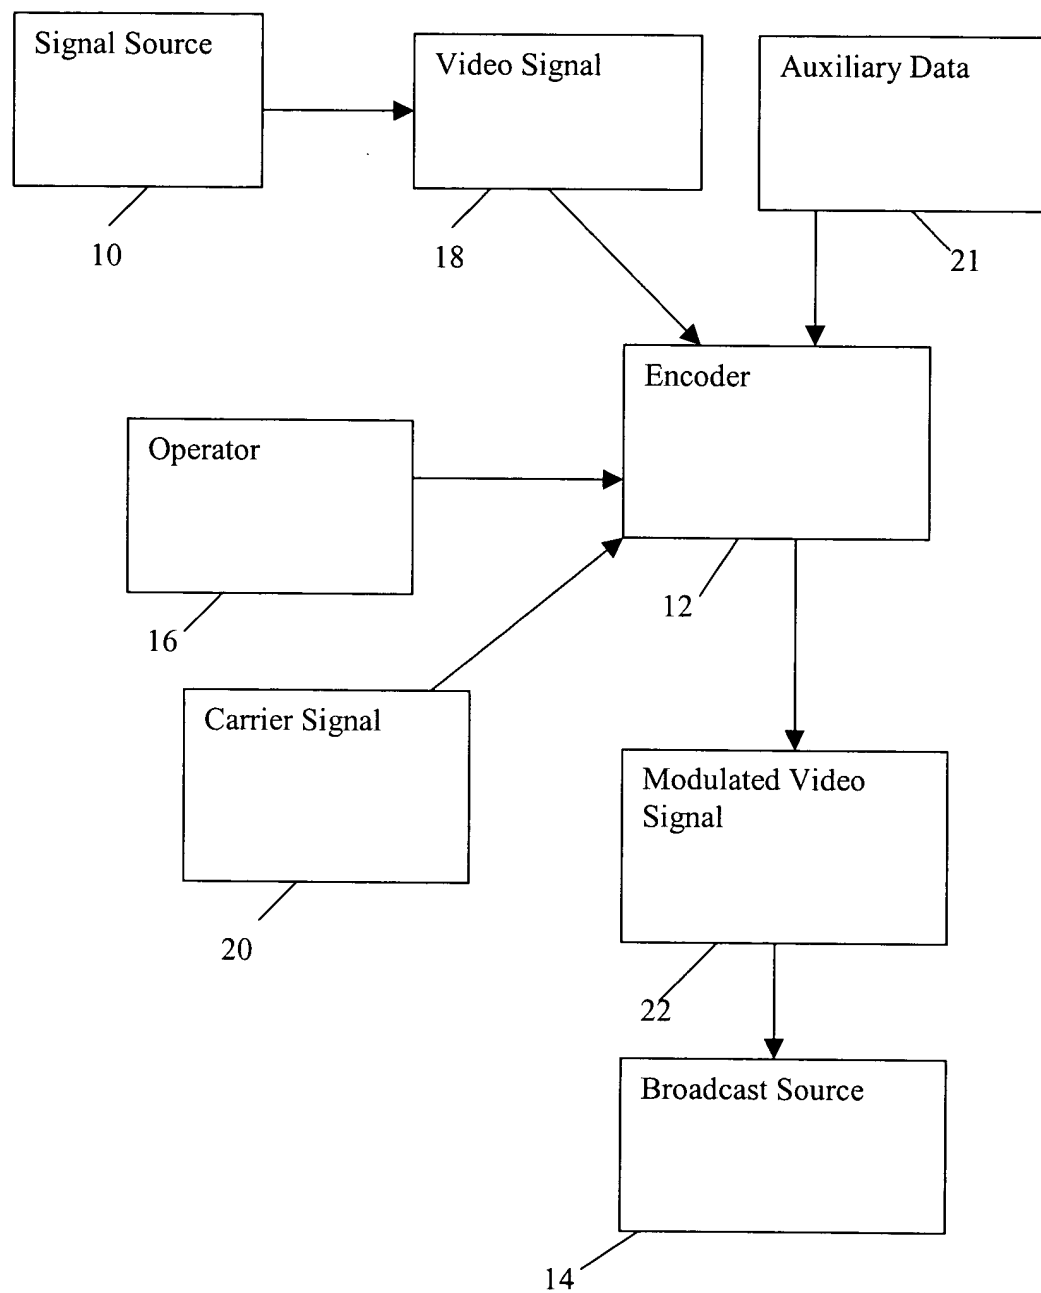 Signal Source
Video Signal
Auxiliary Data
10
18
21
Encoder
Operator
12
16
Carrier Signal
Modulated Video
Signal
20
22
Broadcast Source
14